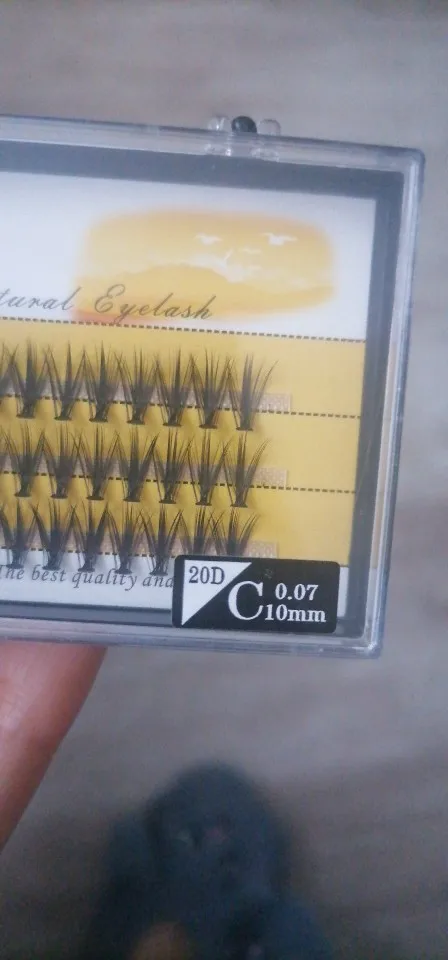 tural Eyelash
The best quality and
20D
C 0.07
10mm